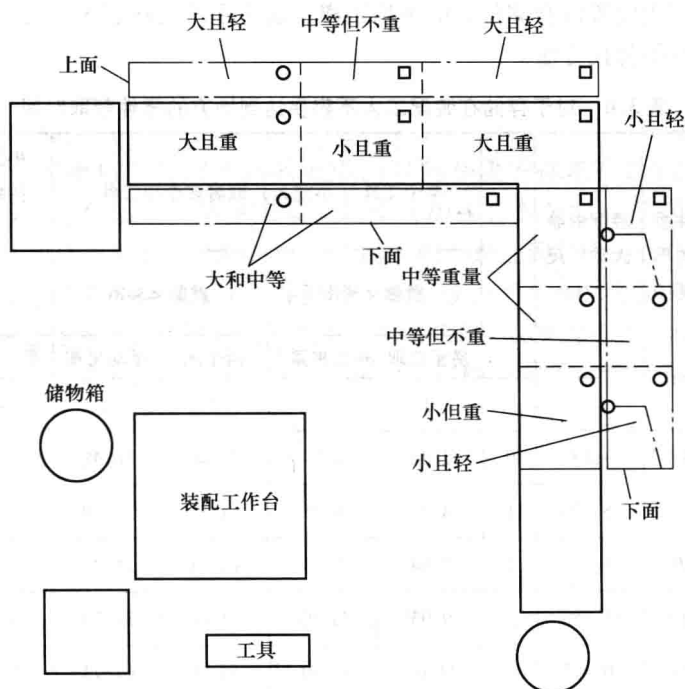 大且轻
中等但不重
大且轻
上面
小且轻
大且重
小且重
大且重
下面
大和中等
中等重量
中等但不重
储物箱
小但重
小且轻
装配工作台
下面
工具